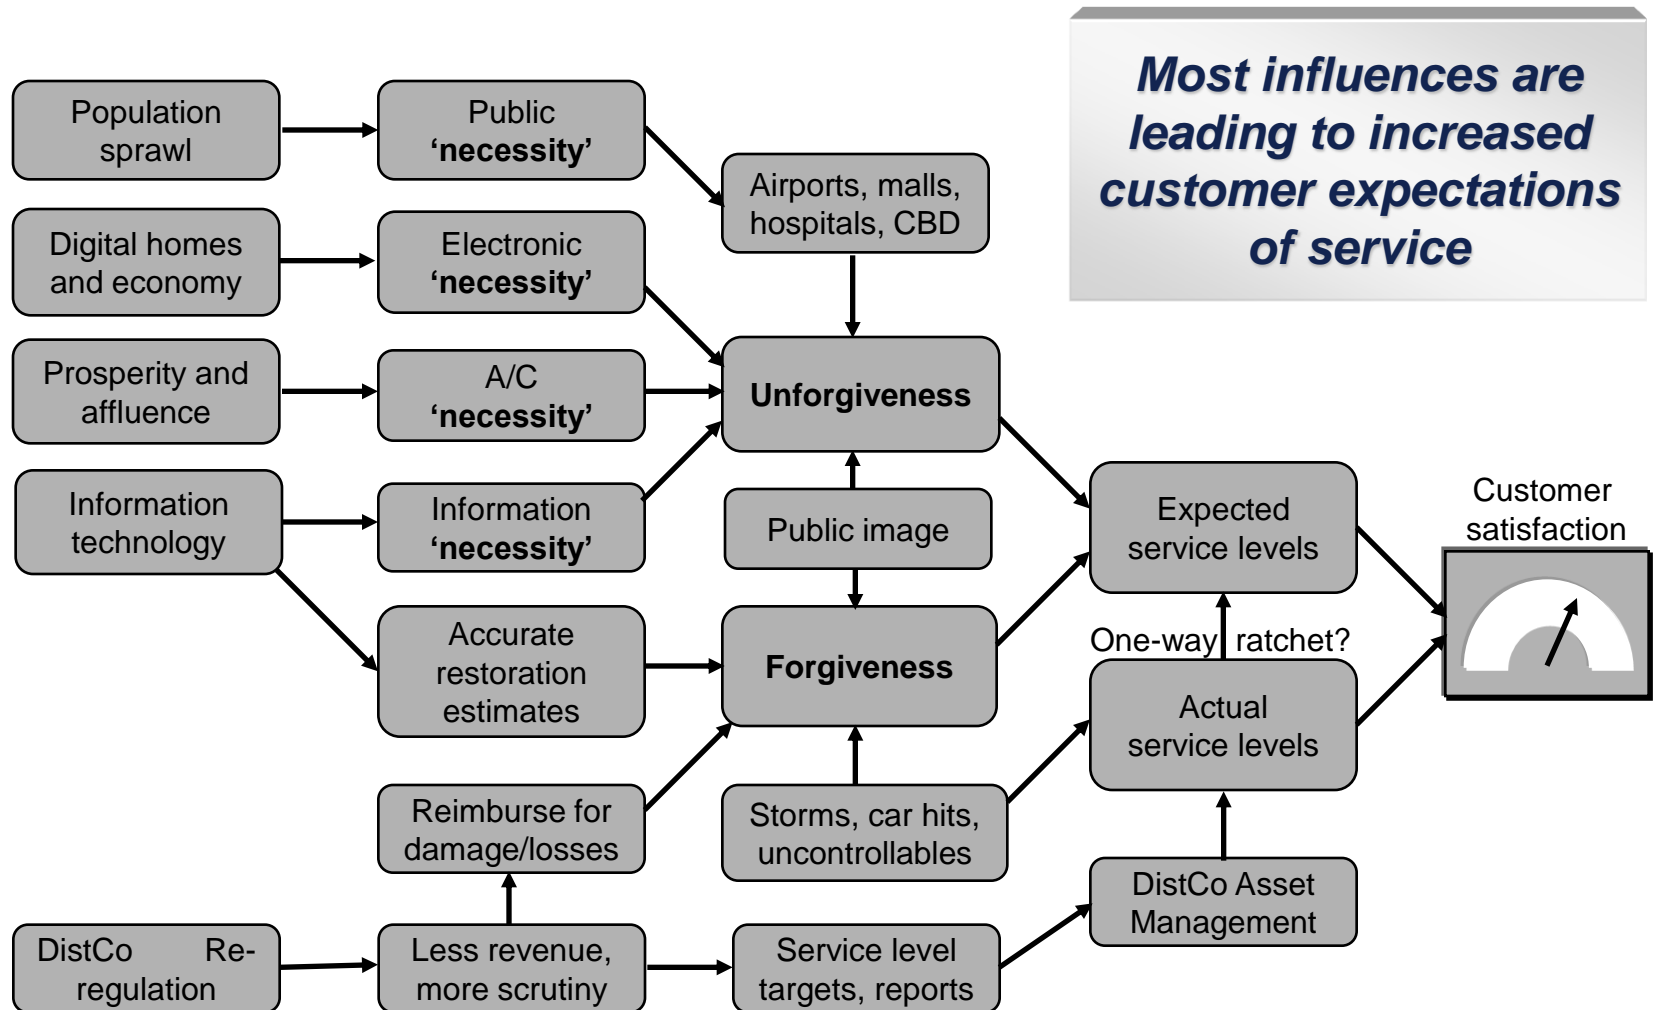 Most influences are
leading to increased
customer expectations
of service
Population
sprawl
Public
‘necessity’
Airports, malls,
hospitals, CBD
Digital homes
and economy
Electronic
‘necessity’
Prosperity and
affluence
A/C
‘necessity’
Unforgiveness
Information
technology
Information
‘necessity’
Public image
Expected
service levels
Customer
satisfaction
Accurate
restoration
estimates
Forgiveness
One-way ratchet?
Actual
service levels
Reimburse for
damage/losses
Storms, car hits,
uncontrollables
DistCo Asset
Management
DistCo Re-
regulation
Less revenue,
more scrutiny
Service level
targets, reports